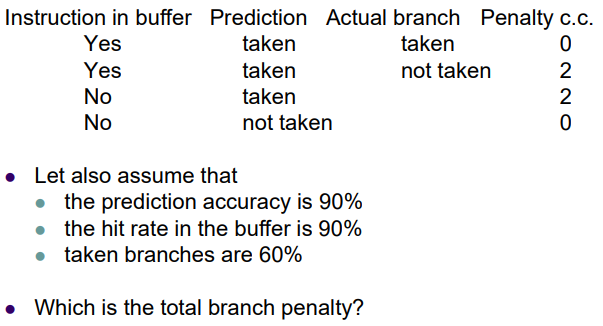 Instruction in buffer Prediction Actual branch Penalty c.c.
Yes taken taken 0
Yes taken not taken 2
No taken 2
No not taken 0
• Let also assume that
• the prediction accuracy is 90%
• the hit rate in the buffer is 90%
• taken branches are 60%
• Which is the total branch penalty?